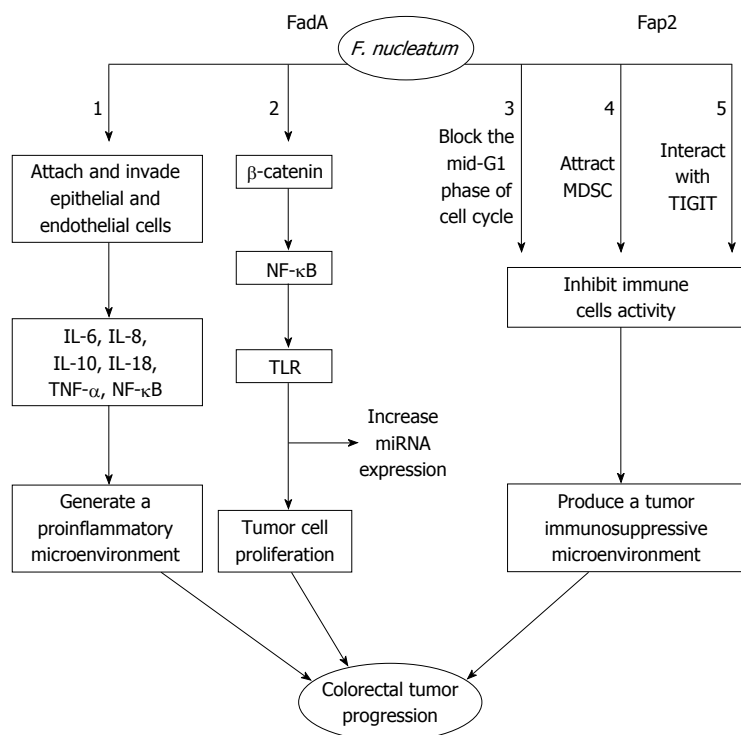 FadA
F. nucleatum
Fap2
1
Attach and invade
epithelial and
endothelial cells
IL-6, IL-8,
IL-10, IL-18,
TNF-α, NF-κB
Generate a
proinflammatory
microenvironment
2
β-catenin
NF-κB
TLR
Increase
miRNA
expression
Tumor cell
proliferation
3
Block the
mid-G1
phase of
cell cycle
4
Attract
MDSC
5
Interact
with
TIGIT
Inhibit immune
cells activity
Produce a tumor
immunosuppressive
microenvironment
Colorectal tumor
progression